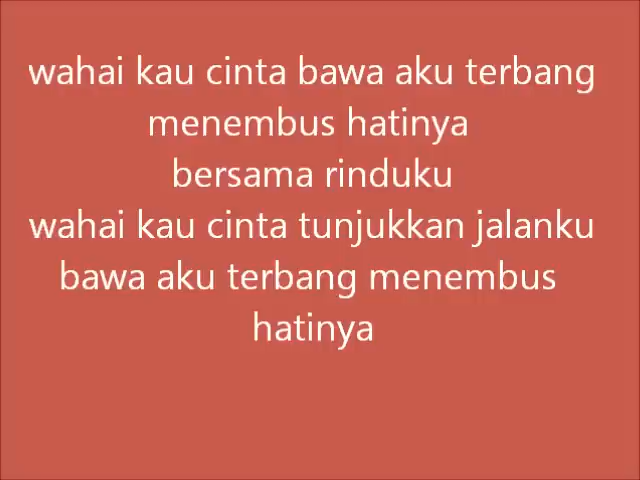 wahai kau cinta bawa aku terbang
menembus hatinya
bersama rinduku
wahai kau cinta tunjukkan jalanku
bawa aku terbang menembus
hatinya